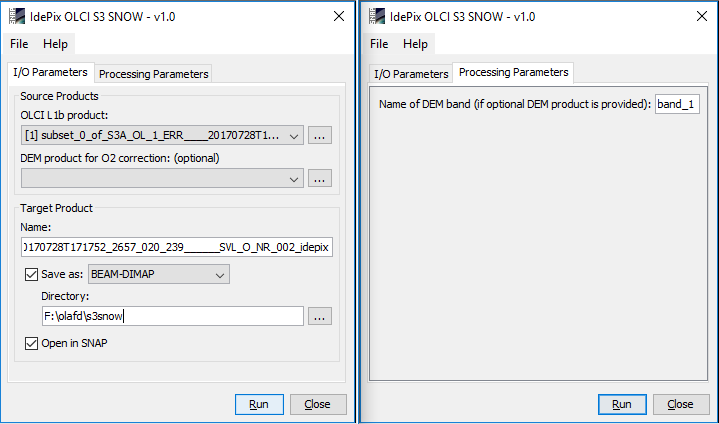 IdePix OLCI S3 SNOW - v1.0
File Help
I/O Parameters Processing Parameters
Source Products
OLCI L1b product:
[1] subset_0_of_S3A_OL_1_ERR____20170728T1... ...
DEM product for O2 correction: (optional)
...
Target Product
Name:
0170728T171752_2657_020_239______SVL_O_NR_002_idepix
Save as: BEAM-DIMAP
Directory:
F:\olafd\s3snow ...
Open in SNAP
Run Close
IdePix OLCI S3 SNOW - v1.0
File Help
I/O Parameters Processing Parameters
Name of DEM band (if optional DEM product is provided): band_1
Run Close